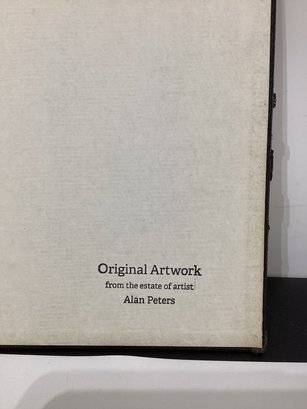 Original Artwork
from the estate of artist
Alan Peters